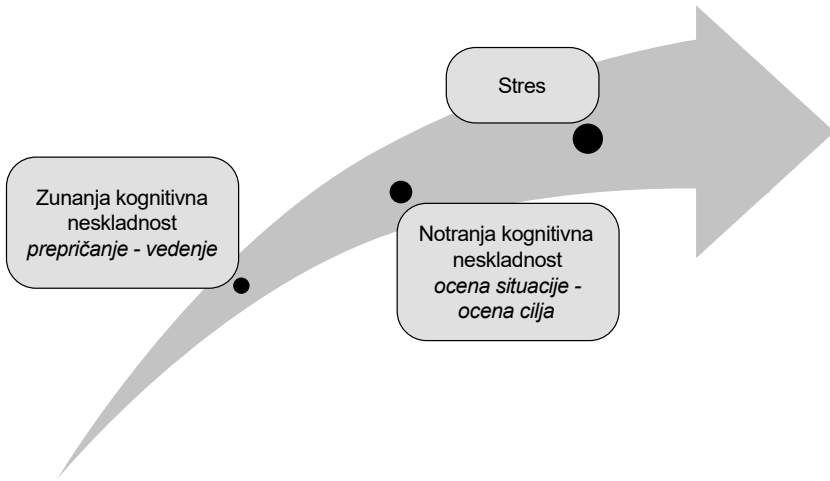 Stres
Zunanja kognitivna
neskladnost
prepričanje - vedenje
Notranja kognitivna
neskladnost
ocena situacije -
ocena cilja